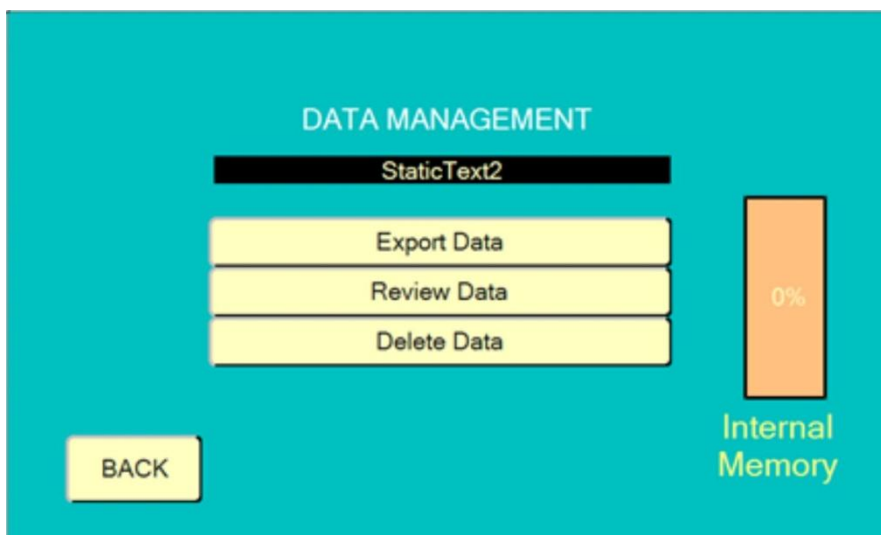 DATA MANAGEMENT
StaticText2
Export Data
Review Data
Delete Data
0%
Internal
Memory
BACK